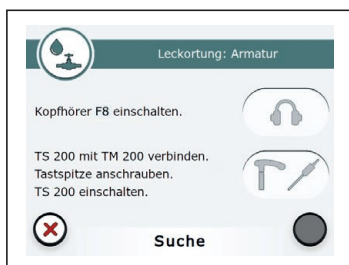 Leckortung: Armatur
Kopfhörer F8 einschalten.
TS 200 mit TM 200 verbinden.
Tastspitze anschrauben.
TS 200 einschalten.
Suche